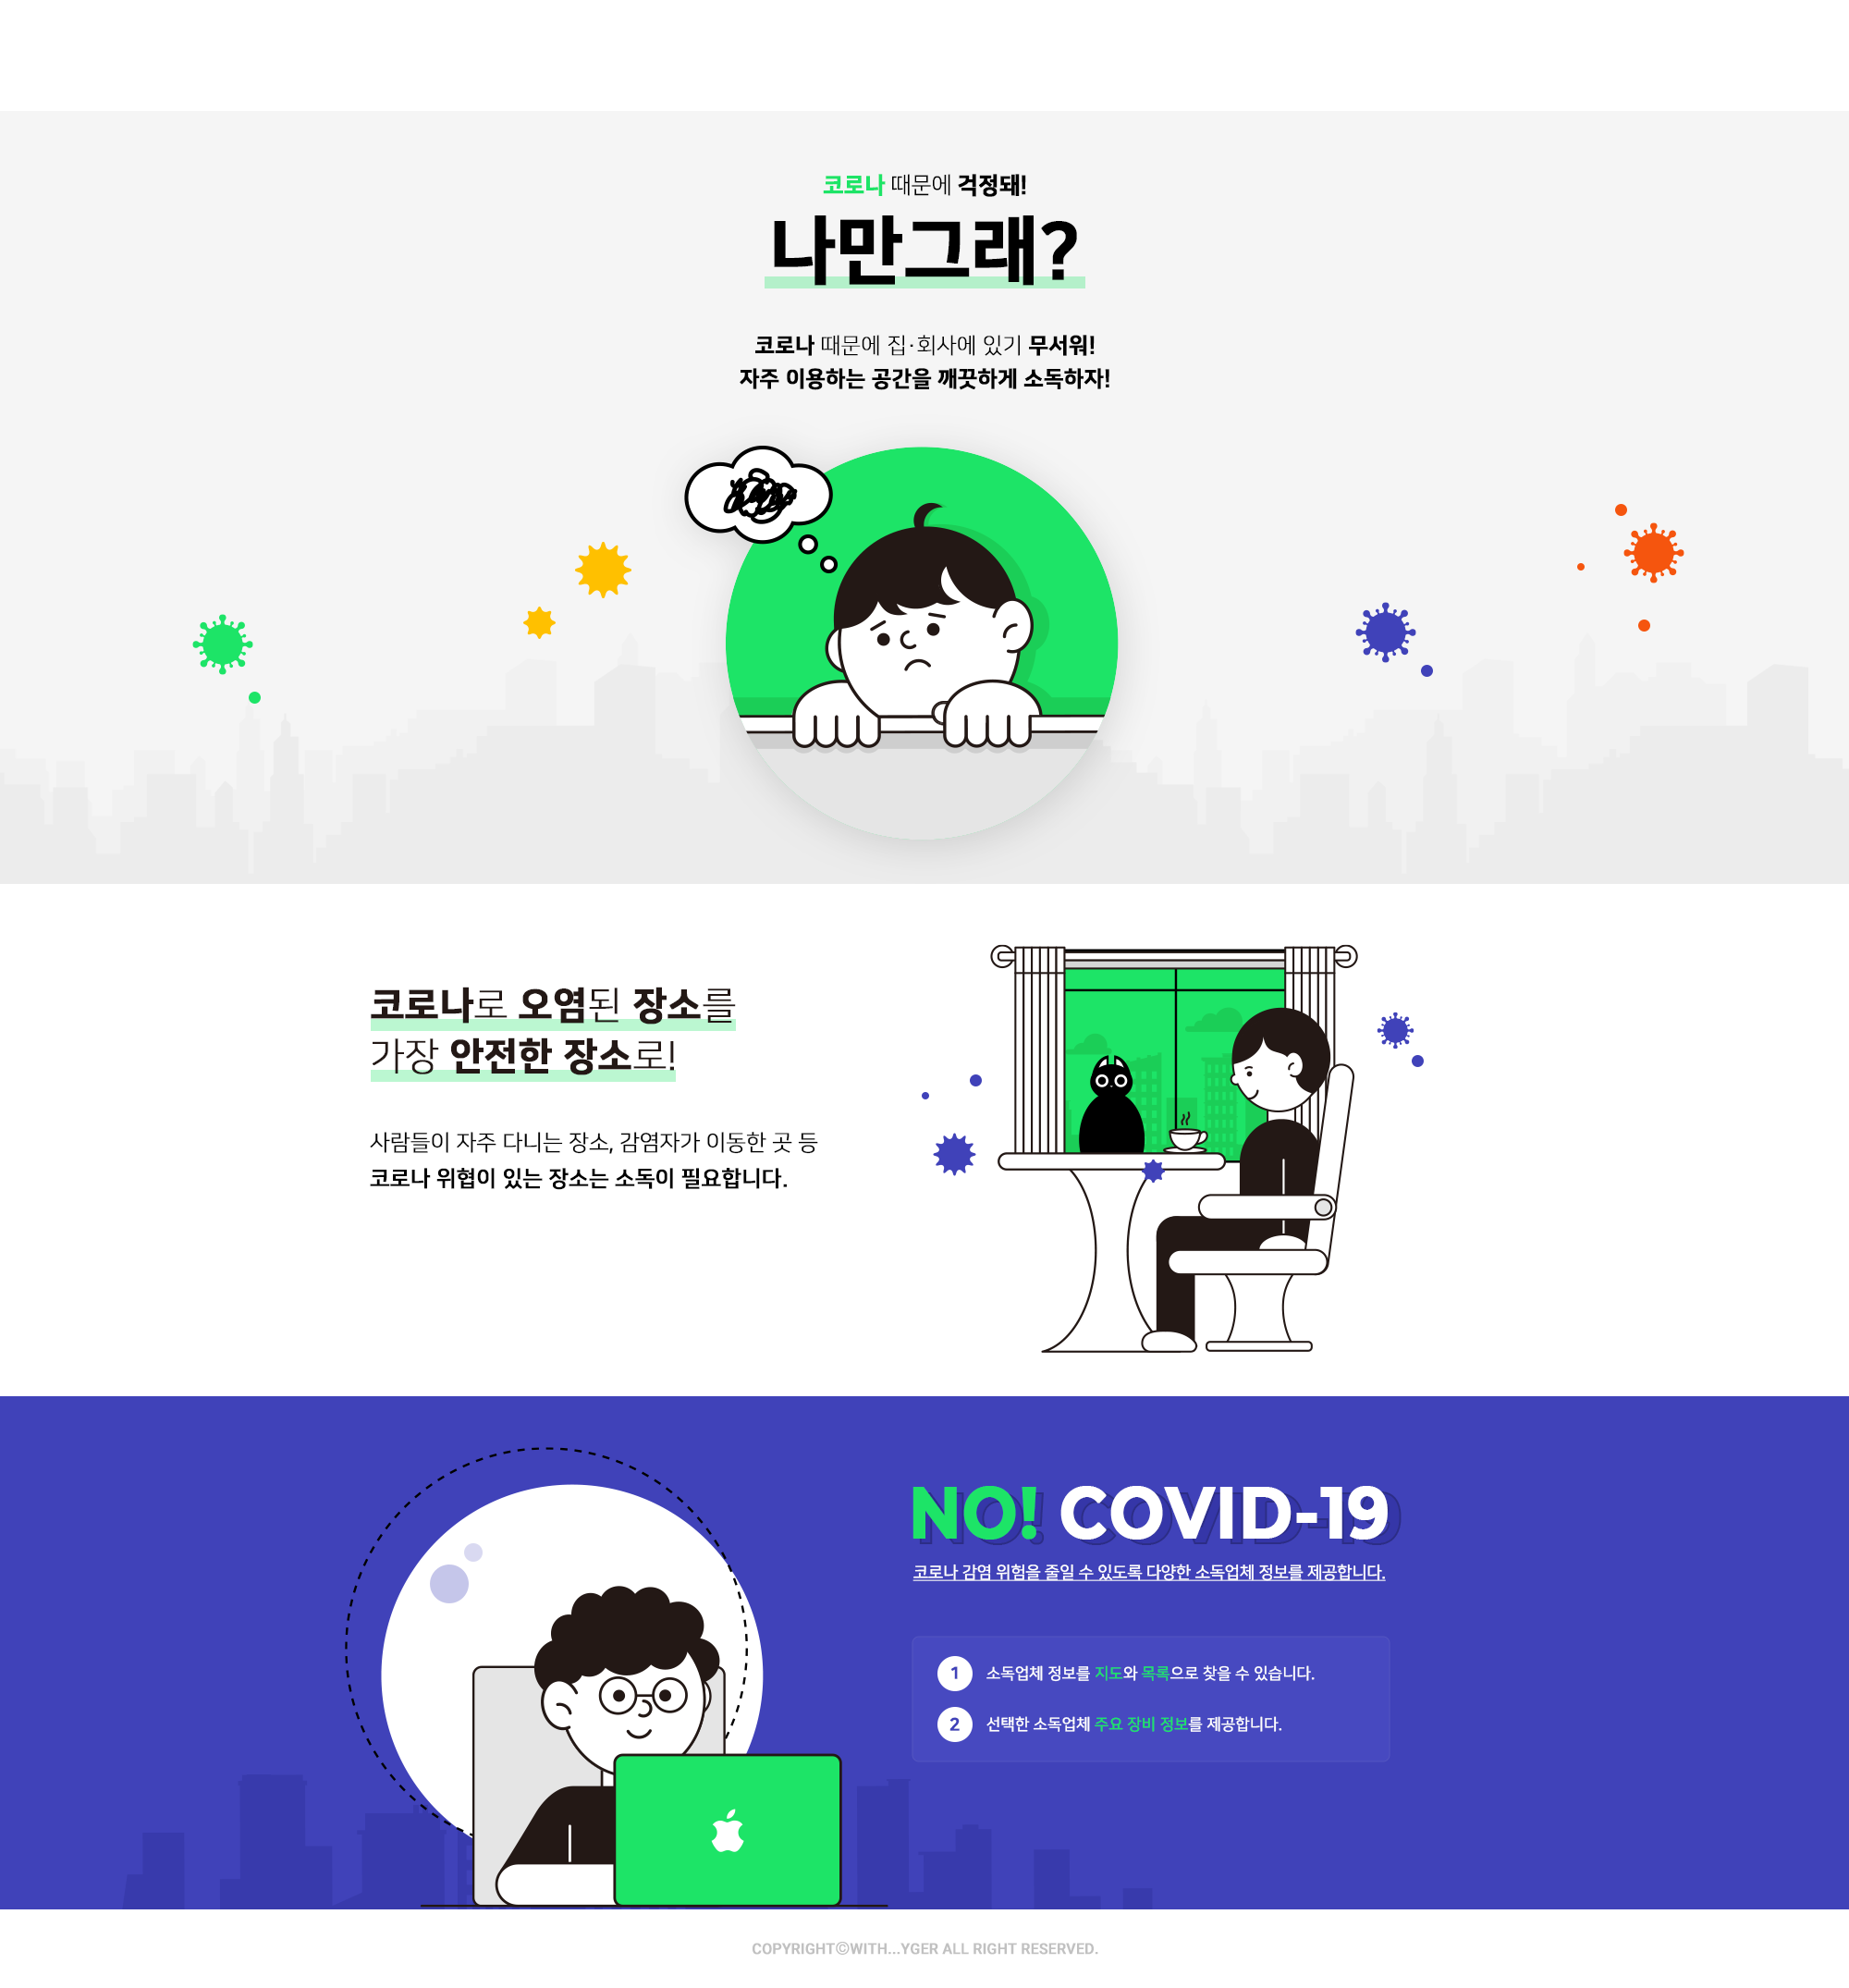 코로나 때문에 걱정돼!
나만그래?
코로나 때문에 집·회사에 있기 무서워!
자주 이용하는 공간을 깨끗하게 소독하자!
코로나로 오염된 장소를
가장 안전한 장소로!
사람들이 자주 다니는 장소, 감염자가 이동한 곳 등
코로나 위협이 있는 장소는 소독이 필요합니다.
NO! COVID-19
코로나 감염 위험을 줄일 수 있도록 다양한 소독업체 정보를 제공합니다.
1 소독업체 정보를 지도와 목록으로 찾을 수 있습니다.
2 선택한 소독업체 주요 장비 정보를 제공합니다.
COPYRIGHTⓒWITH...YGER ALL RIGHT RESERVED.